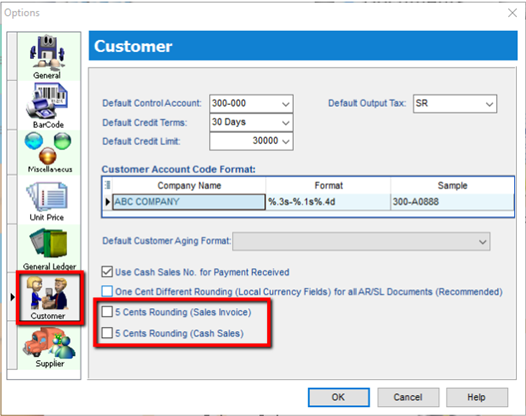 Options
Customer
General
BarCode
Miscellaneous
Unit Price
General Ledger
Customer
Supplier
Default Control Account: 300-000 Default Output Tax: SR
Default Credit Terms: 30 Days
Default Credit Limit: 30000
Customer Account Code Format:
Company Name Format Sample
ABC COMPANY %.3s-%.1s%.4d 300-A0888
Default Customer Aging Format:
Use Cash Sales No. for Payment Received
One Cent Different Rounding (Local Currency Fields) for all AR/SL Documents (Recommended)
5 Cents Rounding (Sales Invoice)
5 Cents Rounding (Cash Sales)
OK Cancel Help